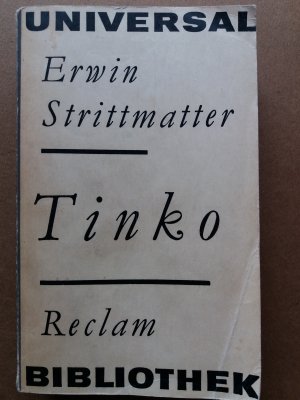 UNIVERSAL
Erwin
Strittmatter
Tinko
Reclam
BIBLIOTHEK